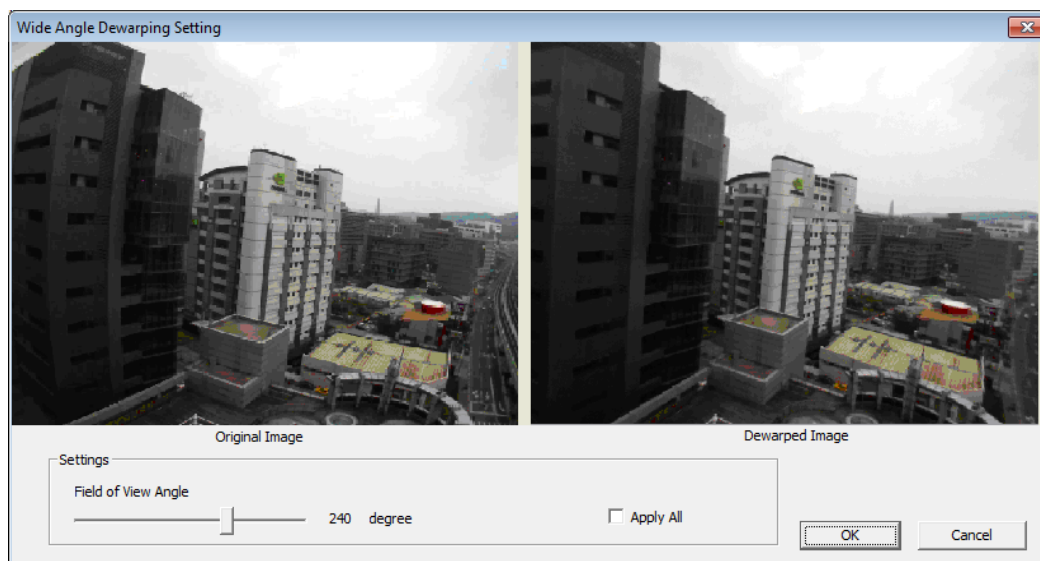 Wide Angle Dewarping Setting
Original Image
Dewarped Image
Settings
Field of View Angle
240 degree
Apply All
OK
Cancel